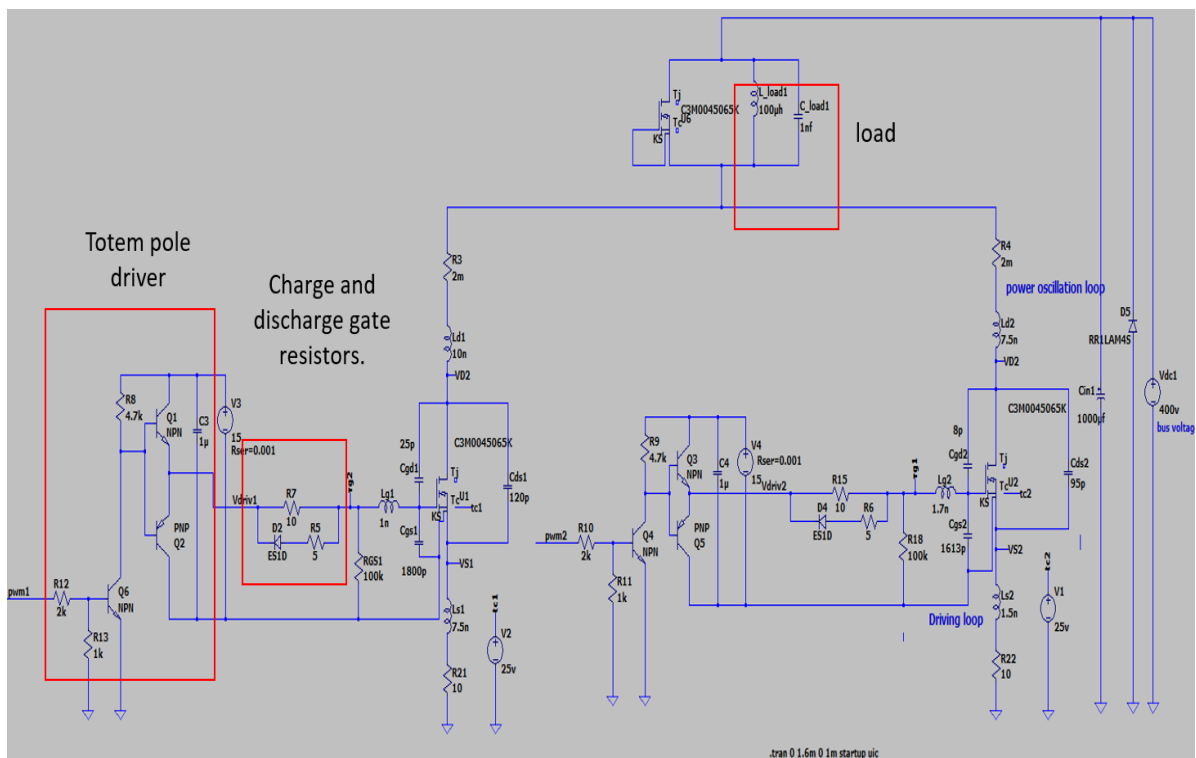 Tj
C3M0045065K
Tc
U6
KS
L_load1
100µh
C_load1
1nf
load
Totem pole
driver
Charge and
discharge gate
resistors.
R3
2m
R4
2m
power oscillation loop
Ld1
10n
VD2
Ld2
7.5n
VD2
D5
RR1LAM4S
Cin1
1000µf
Vdc1
400v
bus voltage
R8
4.7k
Q1
NPN
C3
1µ
V3
15
Rser=0.001
PNP
Q2
Vdriv1
R7
10
D2
ES1D
R5
5
vg2
Lg1
1n
25p
Cgd1
C3M0045065K
Tj
Tc
U1
tc1
KS
Cds1
120p
Cgs1
1800p
RGS1
100k
VS1
Ls1
7.5n
R21
10
tc1
V2
25v
pwm1
R12
2k
R13
1k
Q6
NPN
R9
4.7k
Q3
NPN
C4
1µ
V4
15
Rser=0.001
Vdriv2
PNP
Q5
R15
10
D4
ES1D
R6
5
vg1
Lg2
1.7n
8p
Cgd2
C3M0045065K
Tj
Tc
U2
tc2
KS
Cds2
95p
Cgs2
1613p
R18
100k
VS2
Ls2
1.5n
R22
10
tc2
V1
25v
pwm2
R10
2k
R11
1k
Q4
NPN
Driving loop
.tran 0 1.6m 0 1m startup uic